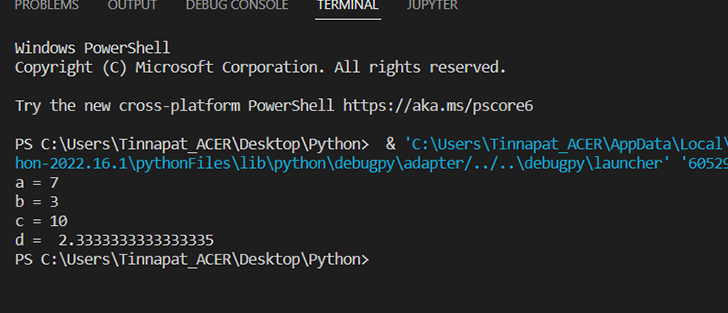 PROBLEMS OUTPUT DEBUG CONSOLE TERMINAL JUPYTER
Windows PowerShell
Copyright (C) Microsoft Corporation. All rights reserved.
Try the new cross-platform PowerShell https://aka.ms/pscore6
PS C:\Users\Tinnapat_ACER\Desktop\Python>  & 'C:\Users\Tinnapat_ACER\AppData\Local\
hon-2022.16.1\pythonFiles\lib\python\debugpy\adapter/../..\debugpy\launcher' '60529
a = 7
b = 3
c = 10
d =  2.3333333333333335
PS C:\Users\Tinnapat_ACER\Desktop\Python>